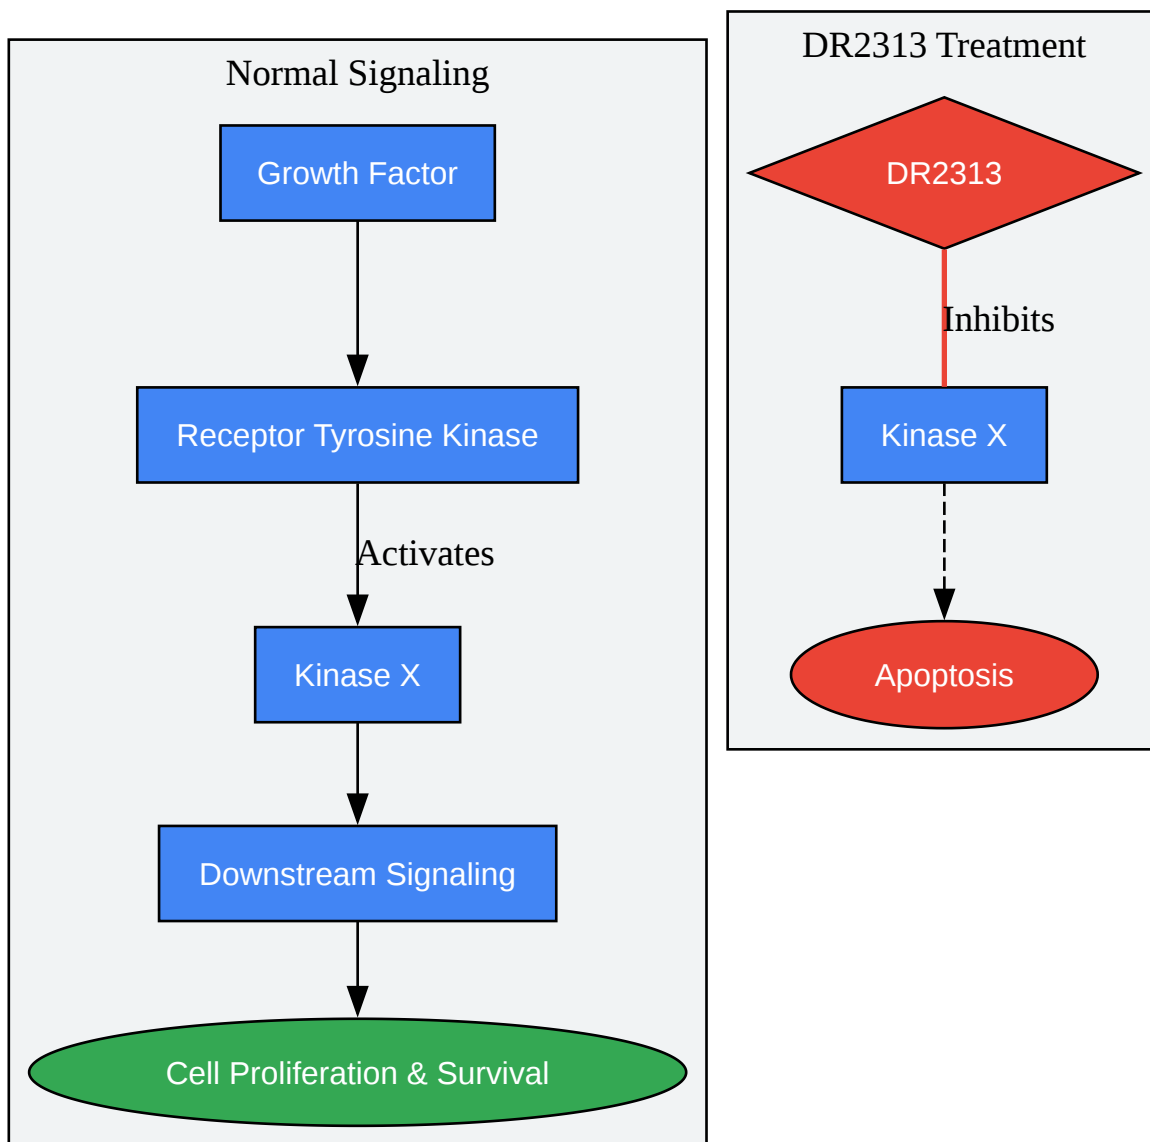 Normal Signaling
Growth Factor
Receptor Tyrosine Kinase
Activates
Kinase X
Downstream Signaling
Cell Proliferation & Survival
DR2313 Treatment
DR2313
Inhibits
Kinase X
Apoptosis